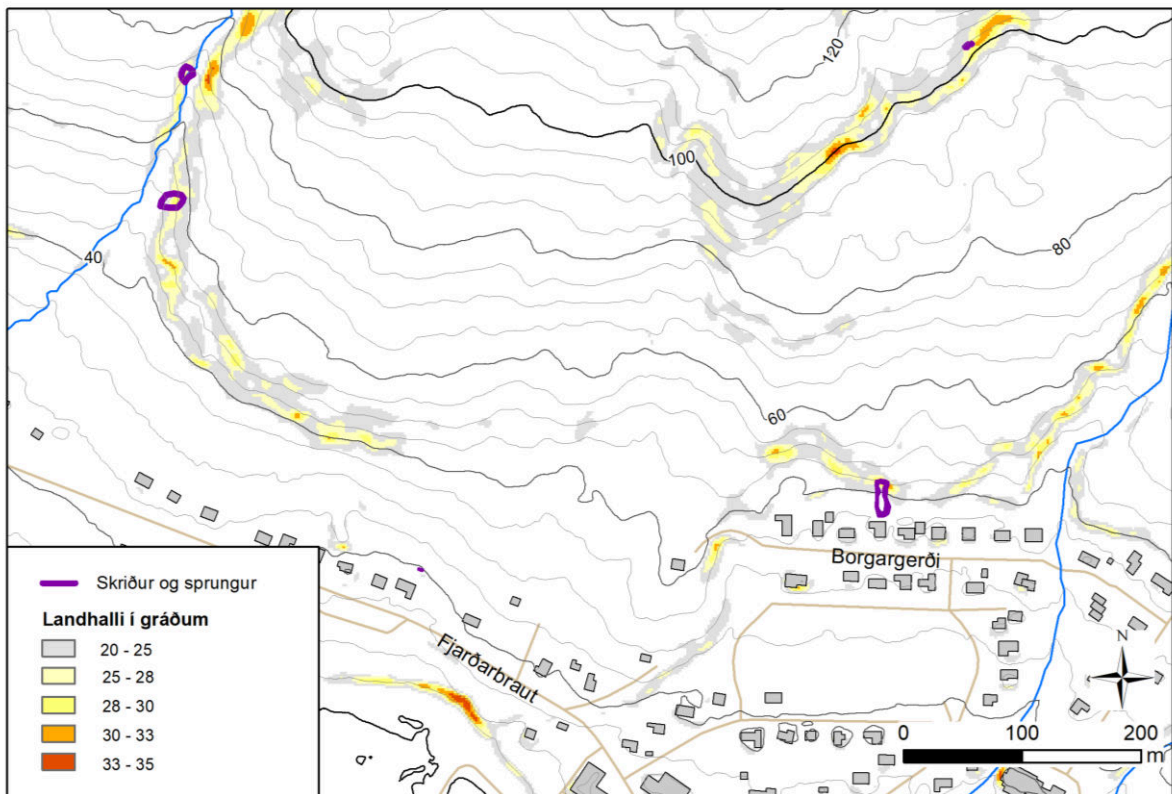 120
100
80
40
60
Borgargerði
Fjarðarbraut
Skriður og sprungur
Landhalli í gráðum
20 - 25
25 - 28
28 - 30
30 - 33
33 - 35
N
0 100 200
m